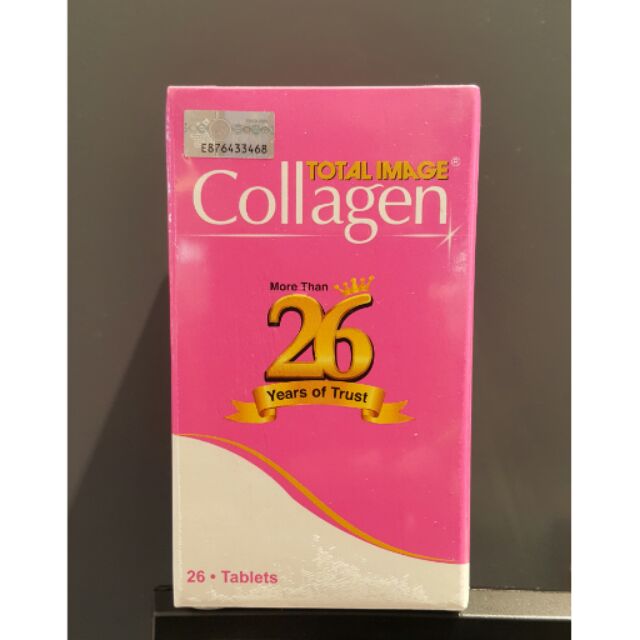 E876433468
TOTAL IMAGE®
Collagen
More Than
26
Years of Trust
26 • Tablets